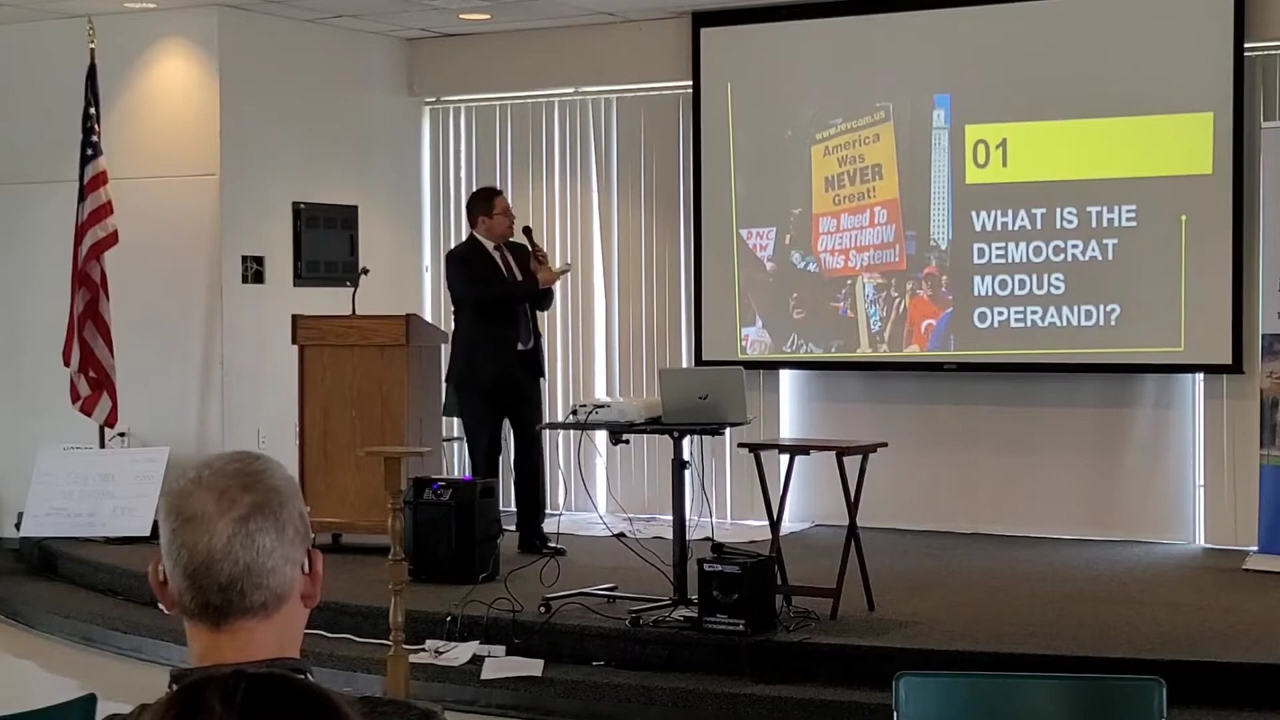 www.revcom.us
America
Was
NEVER
Great!
We Need To
OVERTHROW
This System!
01
WHAT IS THE
DEMOCRAT
MODUS
OPERANDI?